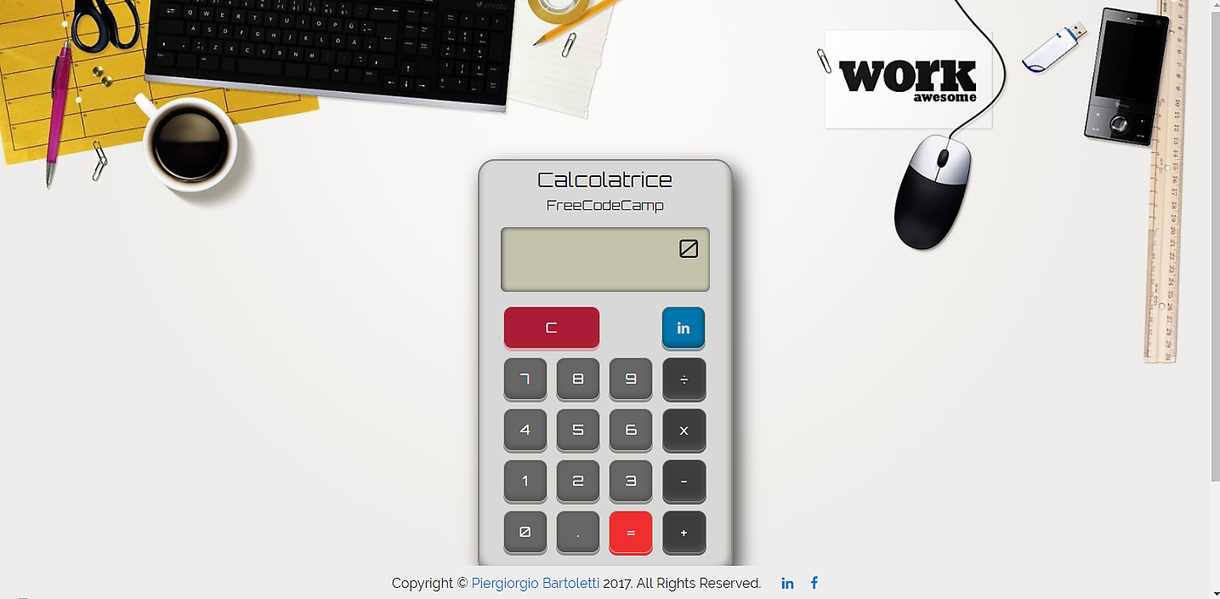 work
awesome
Calcolatrice
FreeCodeCamp
0
C
in
7 8 9 ÷
4 5 6 x
1 2 3 -
0 . = +
Copyright © Piergiorgio Bartoletti 2017. All Rights Reserved. in f